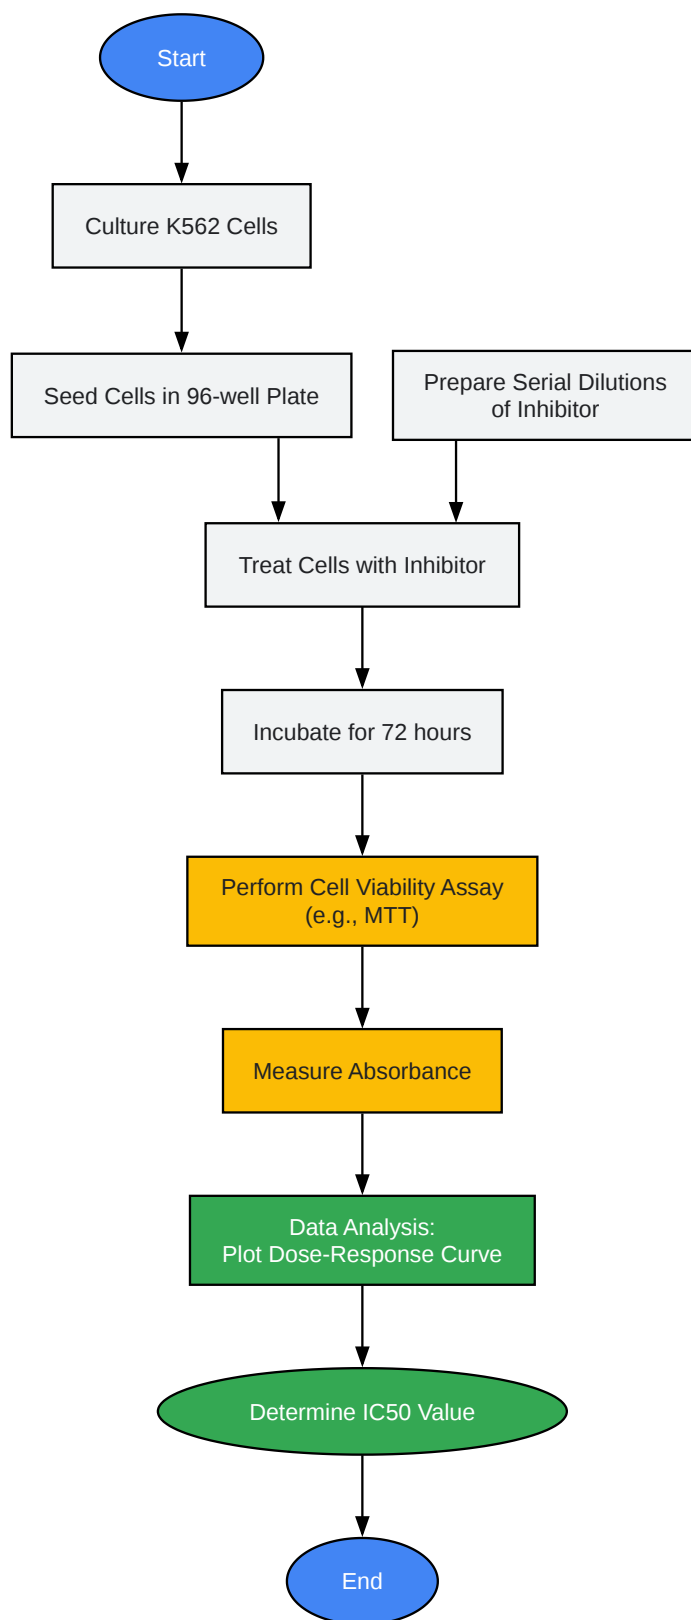 Start
Culture K562 Cells
Seed Cells in 96-well Plate
Prepare Serial Dilutions
of Inhibitor
Treat Cells with Inhibitor
Incubate for 72 hours
Perform Cell Viability Assay
(e.g., MTT)
Measure Absorbance
Data Analysis:
Plot Dose-Response Curve
Determine IC50 Value
End